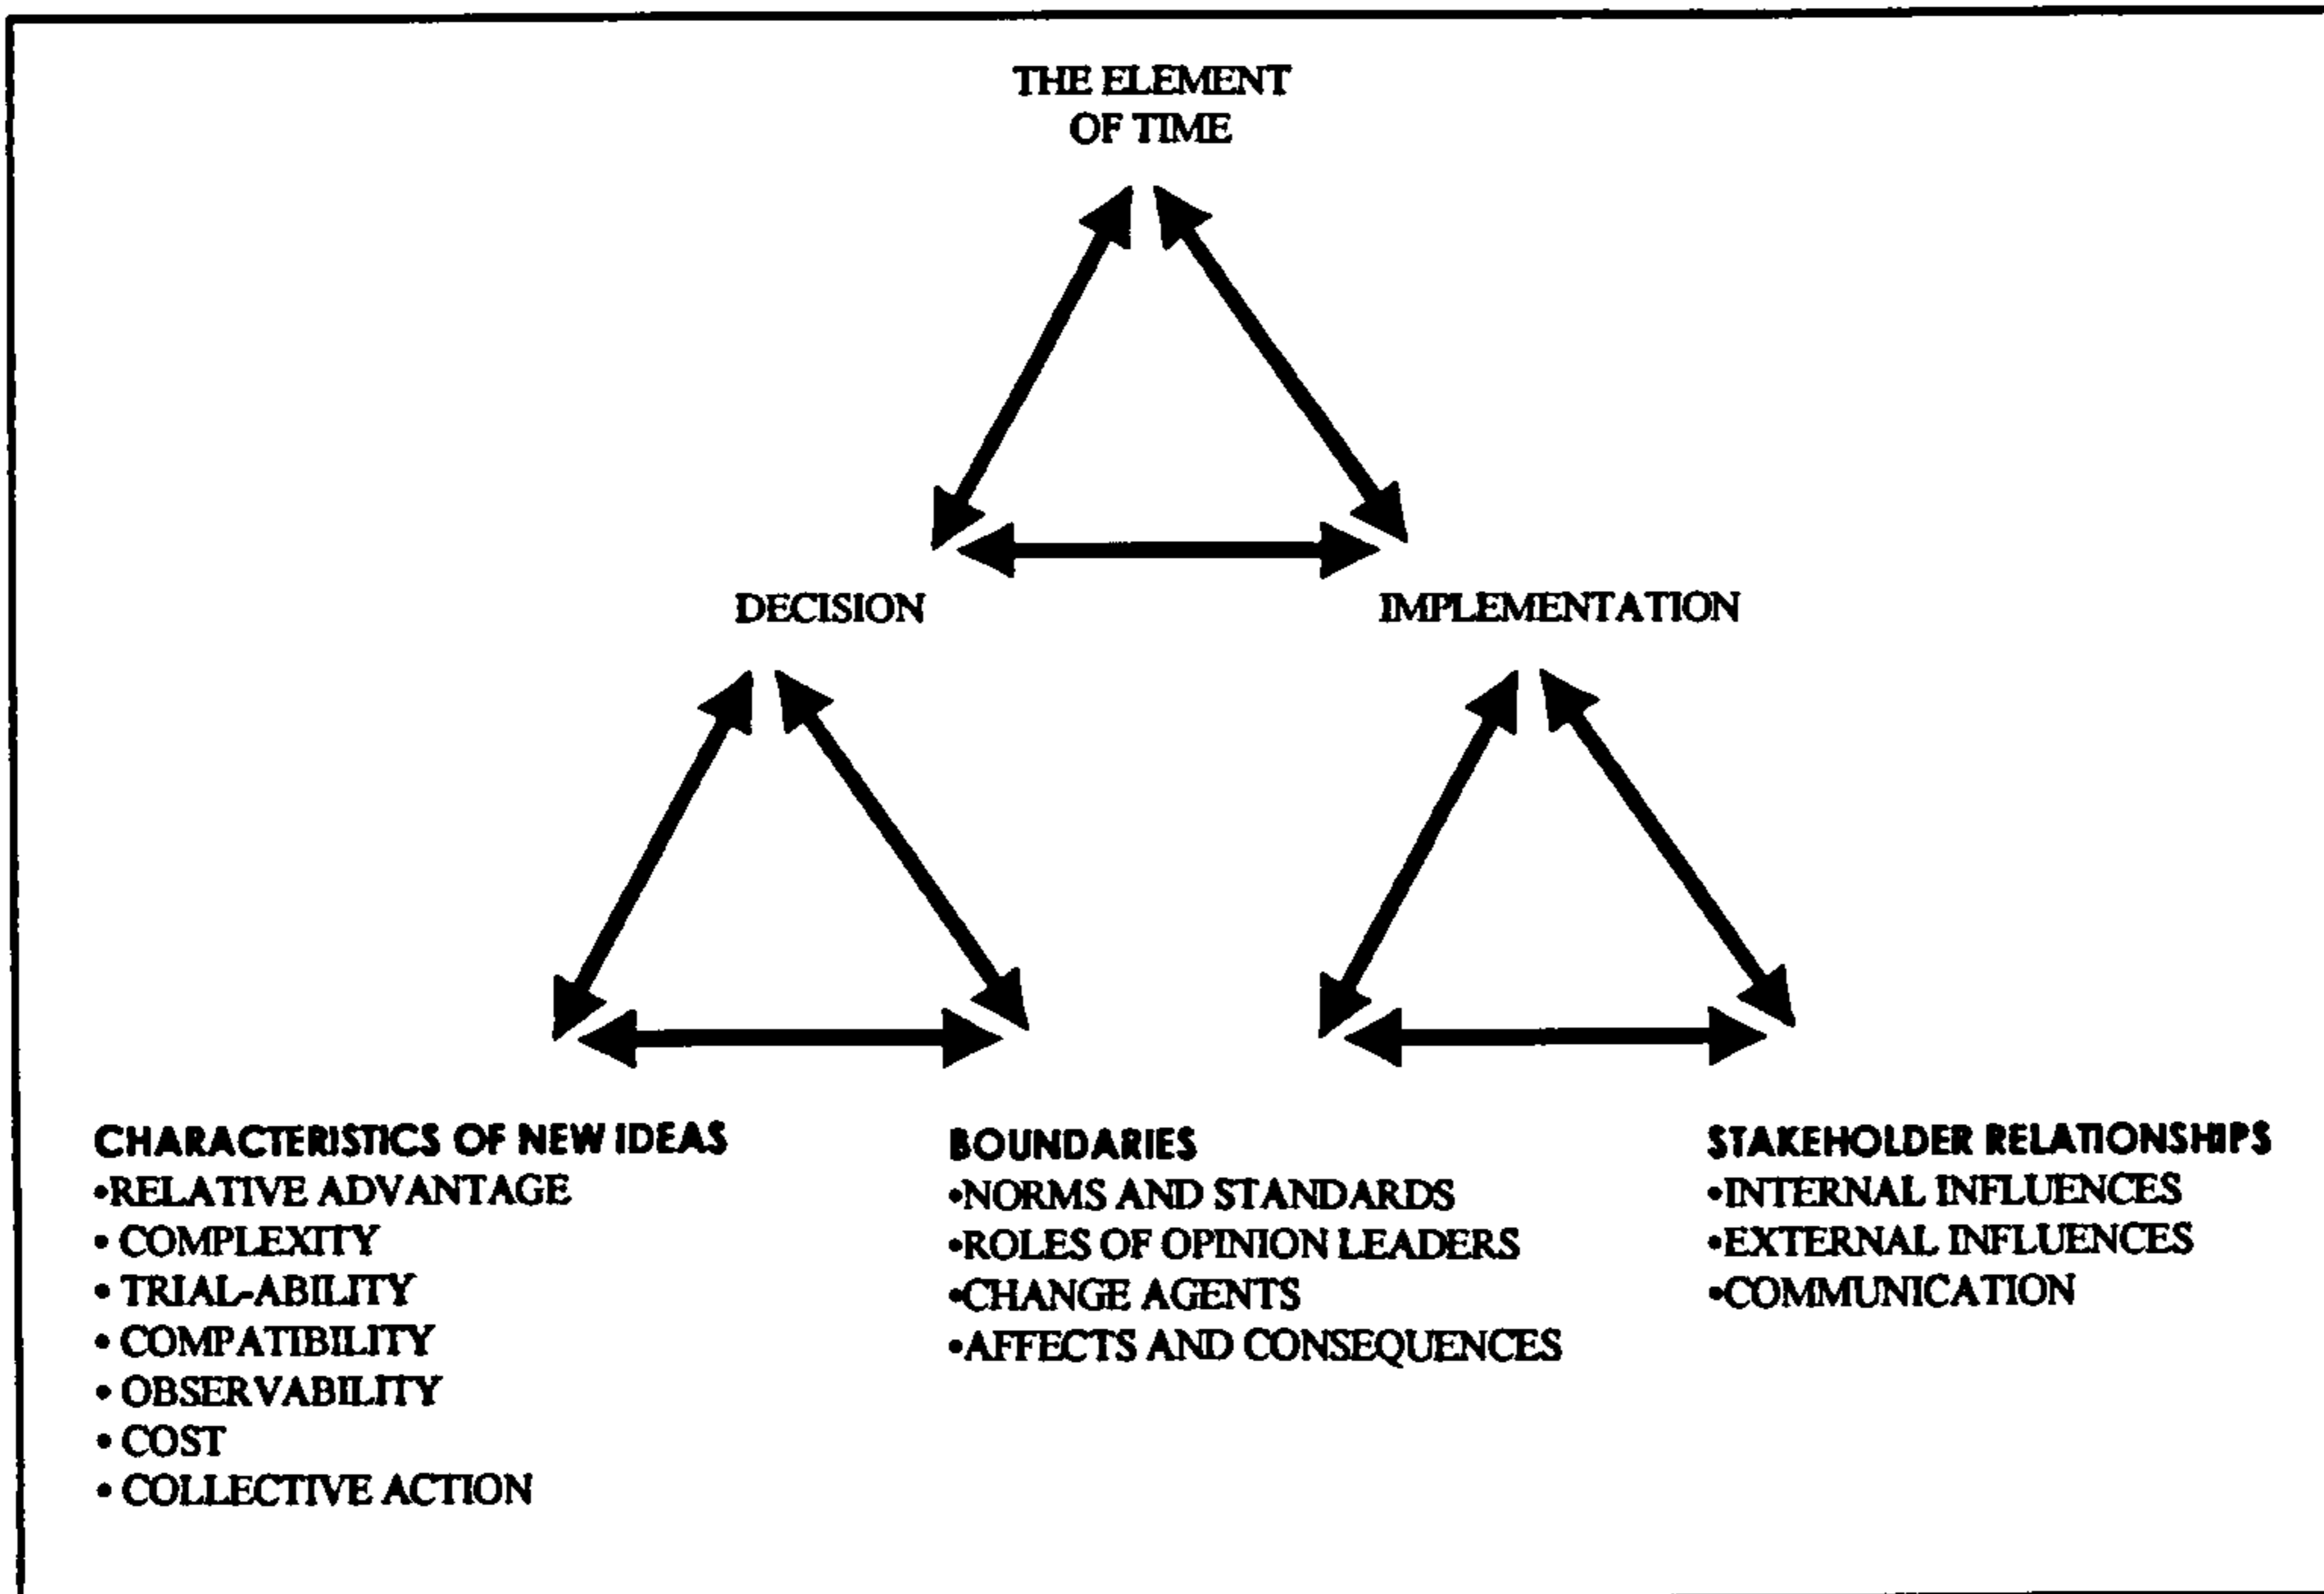 THE ELEMENT
OF TIME
DECISION
IMPLEMENTATION
CHARACTERISTICS OF NEW IDEAS
•RELATIVE ADVANTAGE
• COMPLEXITY
• TRIAL-ABILITY
• COMPATIBILITY
• OBSERVABILITY
• COST
• COLLECTIVE ACTION
BOUNDARIES
•NORMS AND STANDARDS
•ROLES OF OPINION LEADERS
•CHANGE AGENTS
•AFFECTS AND CONSEQUENCES
STAKEHOLDER RELATIONSHIPS
•INTERNAL INFLUENCES
•EXTERNAL INFLUENCES
•COMMUNICATION